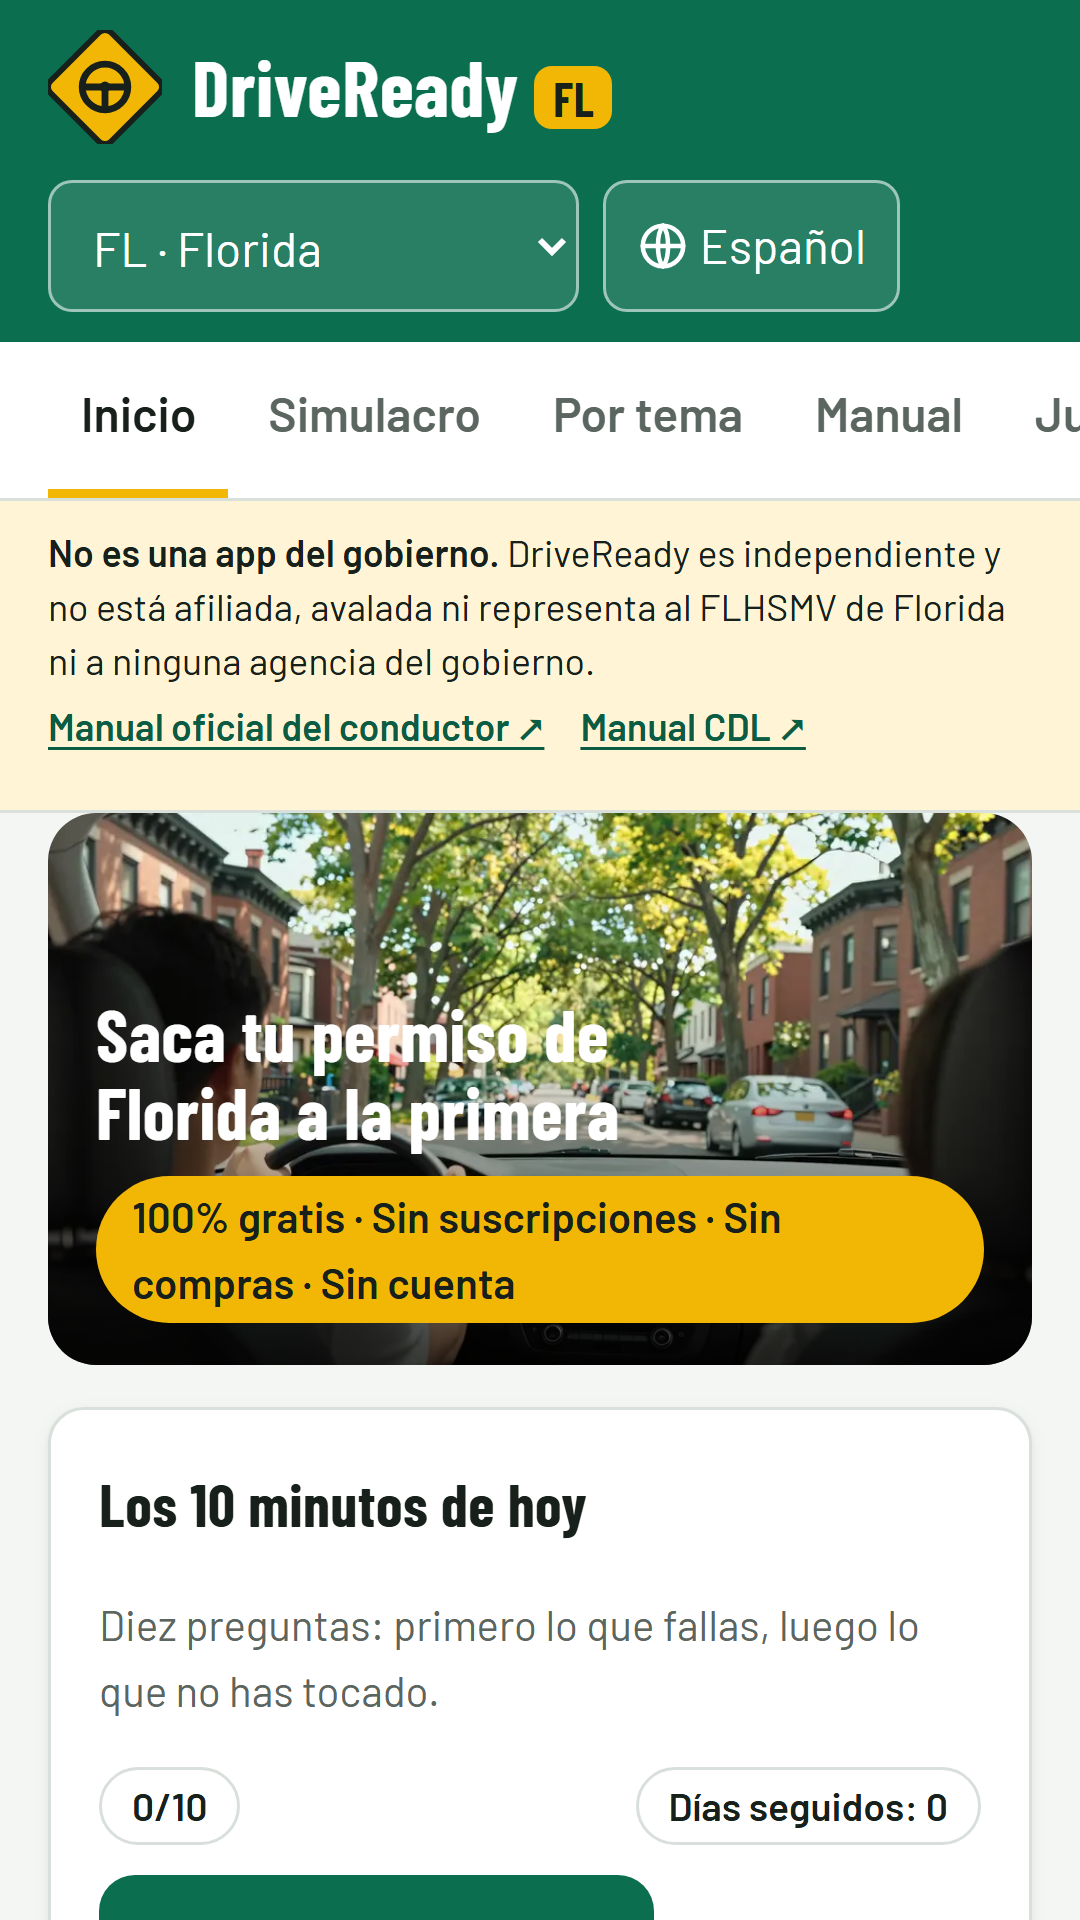 DriveReady FL
FL · Florida
Español
Inicio Simulacro Por tema Manual Ju
No es una app del gobierno. DriveReady es independiente y
no está afiliada, avalada ni representa al FLHSMV de Florida
ni a ninguna agencia del gobierno.
Manual oficial del conductor ↗ Manual CDL ↗
Saca tu permiso de
Florida a la primera
100% gratis · Sin suscripciones · Sin
compras · Sin cuenta
Los 10 minutos de hoy
Diez preguntas: primero lo que fallas, luego lo
que no has tocado.
0/10
Días seguidos: 0